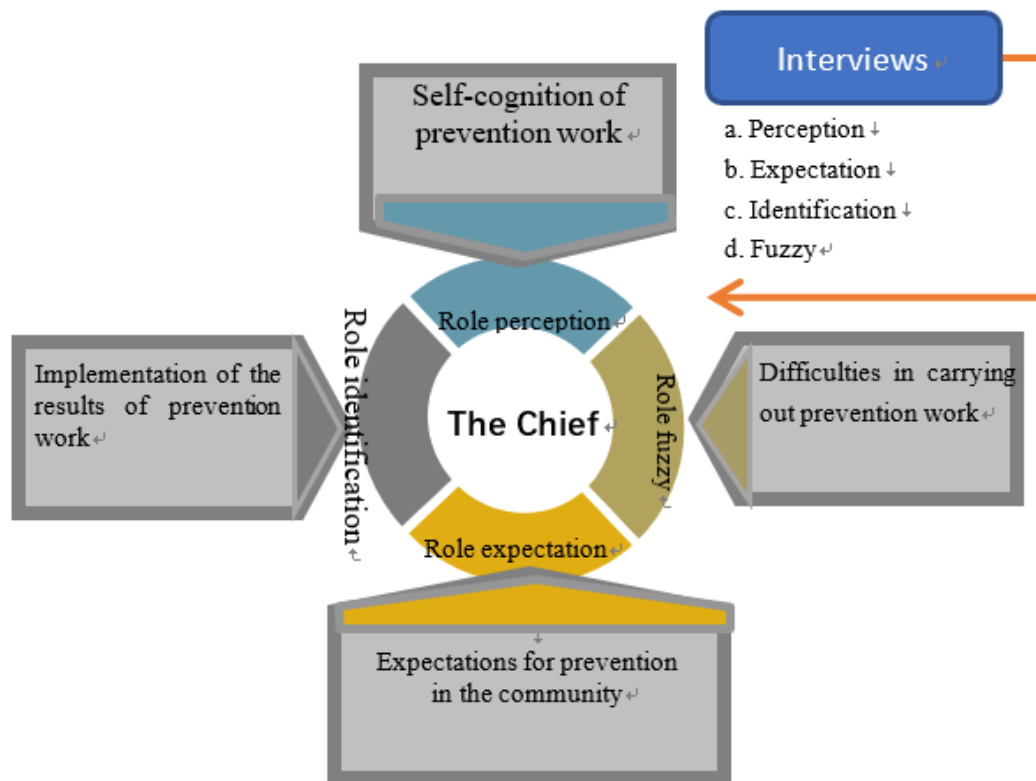 Interviews
a. Perception
b. Expectation
c. Identification
d. Fuzzy
Self-cognition of
prevention work
Role perception
Role identification
The Chief
Role fuzzy
Role expectation
Implementation of the
results of prevention
work
Difficulties in carrying
out prevention work
Expectations for prevention
in the community